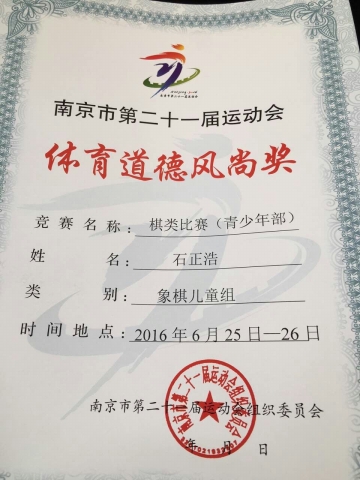 南京市第二十一届运动会
体育道德风尚奖
竞赛名称：棋类比赛（青少年部）
姓名：石正浩
类别：象棋儿童组
时间地点：2016年6月25日—26日
南京市第二十一届运动会组织委员会
年月日